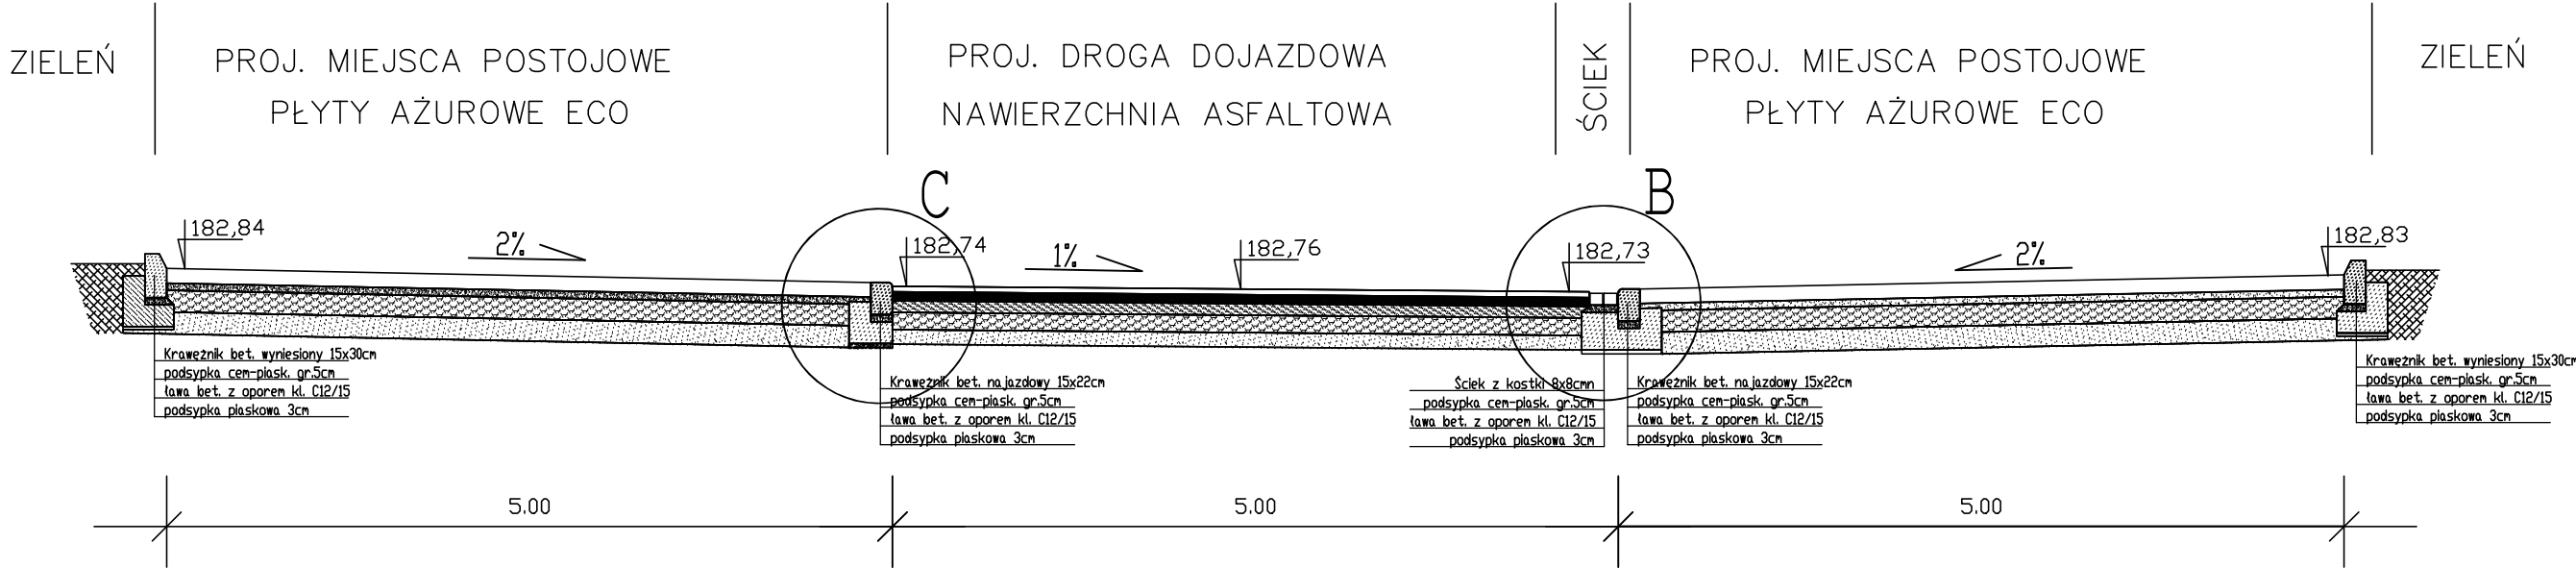 ZIELEŃ
PROJ. MIEJSCA POSTOJOWE
PŁYTY AŻUROWE ECO
PROJ. DROGA DOJAZDOWA
NAWIERZCHNIA ASFALTOWA
ŚCIEK
PROJ. MIEJSCA POSTOJOWE
PŁYTY AŻUROWE ECO
ZIELEŃ
C
B
182,84
2%
182,74
1%
182,76
182,73
2%
182,83
Krawężnik bet. wyniesiony 15x30cm
podsypka cem-piask. gr.5cm
ława bet. z oporem kl. C12/15
podsypka piaskowa 3cm
Krawężnik bet. najazdowy 15x22cm
podsypka cem-piask. gr.5cm
ława bet. z oporem kl. C12/15
podsypka piaskowa 3cm
Ściek z kostki 8x8cmn
podsypka cem-piask. gr.5cm
ława bet. z oporem kl. C12/15
podsypka piaskowa 3cm
Krawężnik bet. najazdowy 15x22cm
podsypka cem-piask. gr.5cm
ława bet. z oporem kl. C12/15
podsypka piaskowa 3cm
Krawężnik bet. wyniesiony 15x30cm
podsypka cem-piask. gr.5cm
ława bet. z oporem kl. C12/15
podsypka piaskowa 3cm
5.00
5.00
5.00